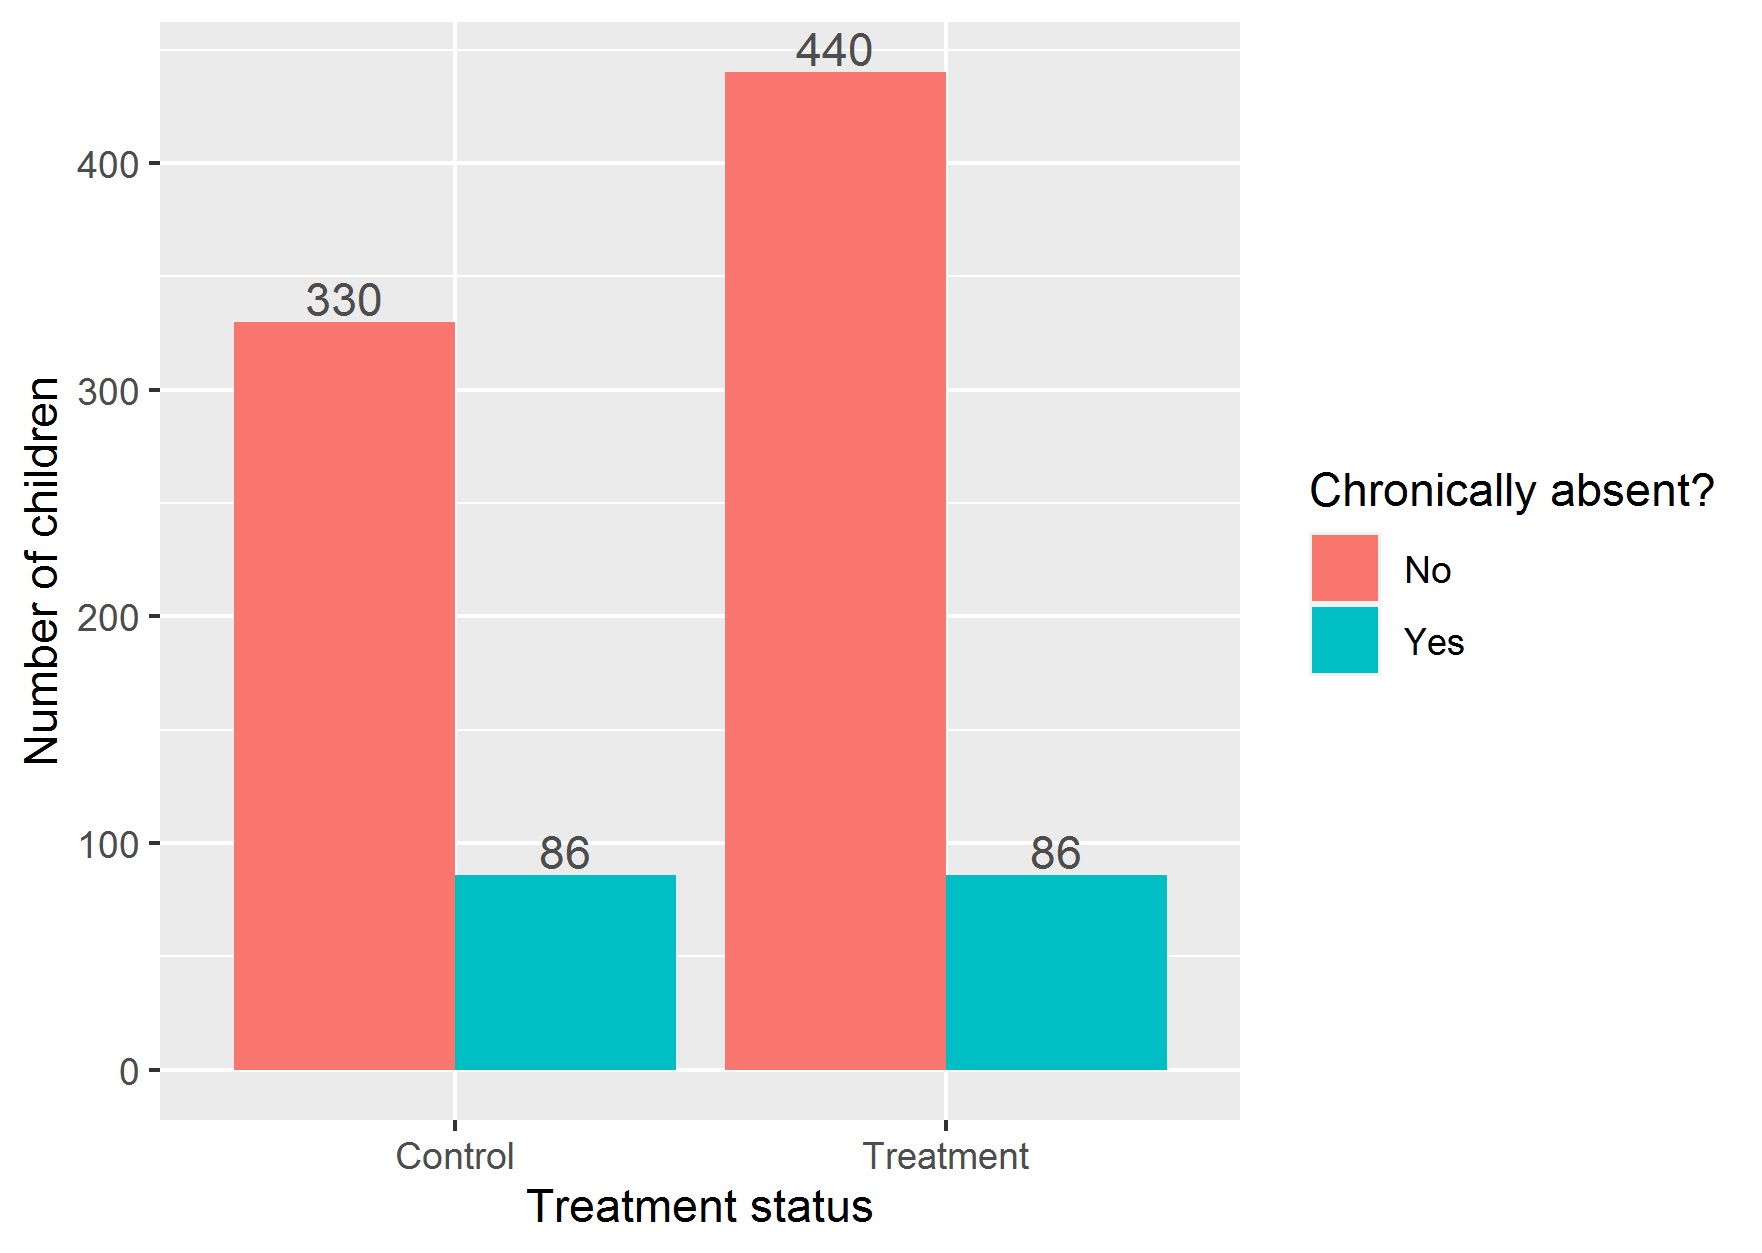 440
400
330
300
Number of children
200
100
86
86
0
Control
Treatment
Treatment status
Chronically absent?
No
Yes